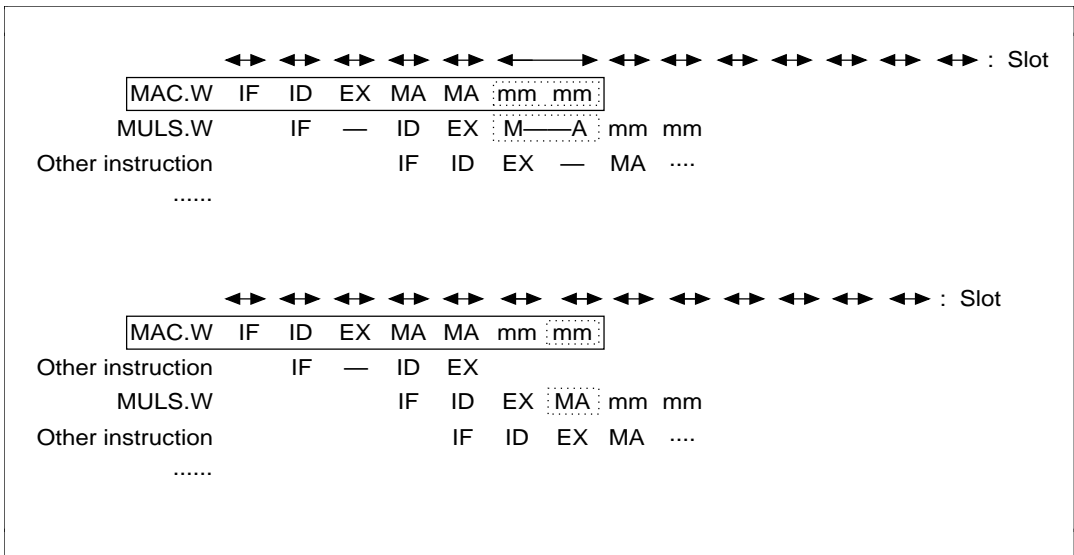 : Slot
MAC.W IF ID EX MA MA mm mm
MULS.W IF — ID EX M——A mm mm
Other instruction IF ID EX — MA ....
......
: Slot
MAC.W IF ID EX MA MA mm mm
Other instruction IF — ID EX
MULS.W IF ID EX MA mm mm
Other instruction IF ID EX MA ....
......